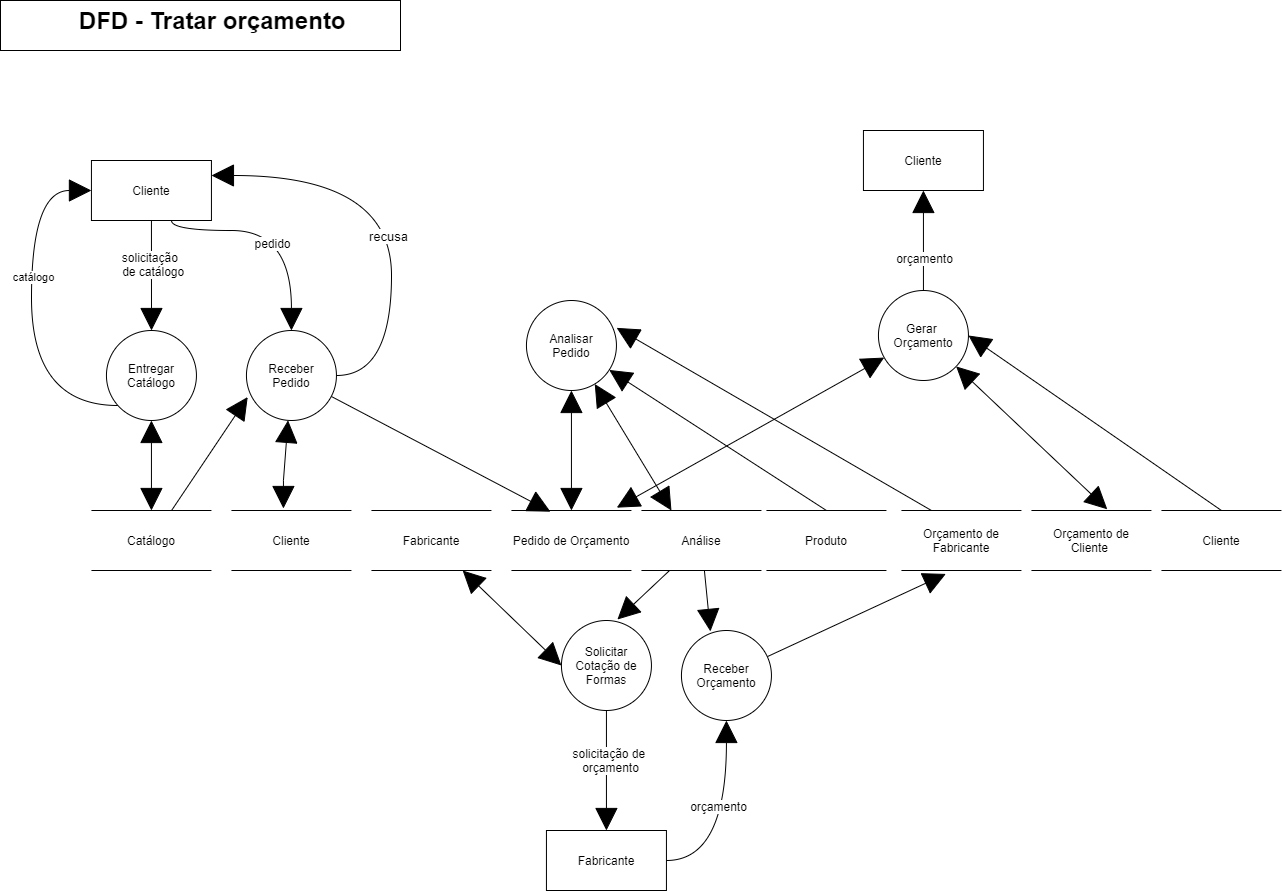 DFD - Tratar orçamento
Cliente
Cliente
solicitação
de catálogo
pedido
recusa
catálogo
orçamento
Entregar
Catálogo
Receber
Pedido
Analisar
Pedido
Gerar
Orçamento
Catálogo
Cliente
Fabricante
Pedido de Orçamento
Análise
Produto
Orçamento de
Fabricante
Orçamento de
Cliente
Cliente
Solicitar
Cotação de
Formas
Receber
Orçamento
solicitação de
orçamento
orçamento
Fabricante